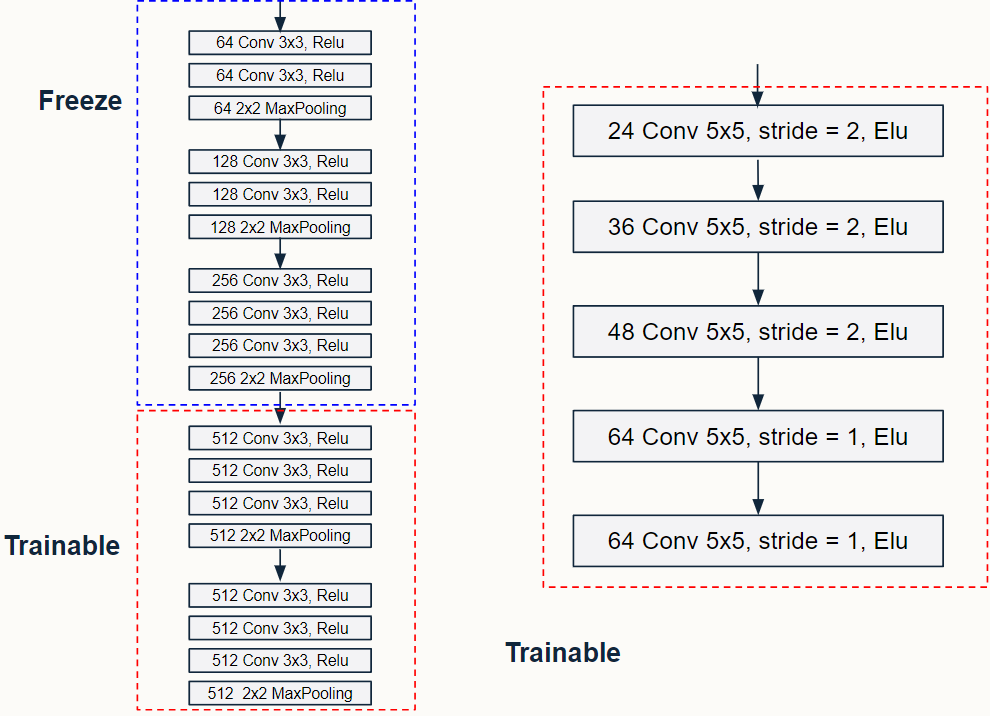 Freeze
64 Conv 3x3, Relu
64 Conv 3x3, Relu
64 2x2 MaxPooling
128 Conv 3x3, Relu
128 Conv 3x3, Relu
128 2x2 MaxPooling
256 Conv 3x3, Relu
256 Conv 3x3, Relu
256 Conv 3x3, Relu
256 2x2 MaxPooling
Trainable
512 Conv 3x3, Relu
512 Conv 3x3, Relu
512 Conv 3x3, Relu
512 2x2 MaxPooling
512 Conv 3x3, Relu
512 Conv 3x3, Relu
512 Conv 3x3, Relu
512  2x2 MaxPooling
24 Conv 5x5, stride = 2, Elu
36 Conv 5x5, stride = 2, Elu
48 Conv 5x5, stride = 2, Elu
64 Conv 5x5, stride = 1, Elu
64 Conv 5x5, stride = 1, Elu
Trainable